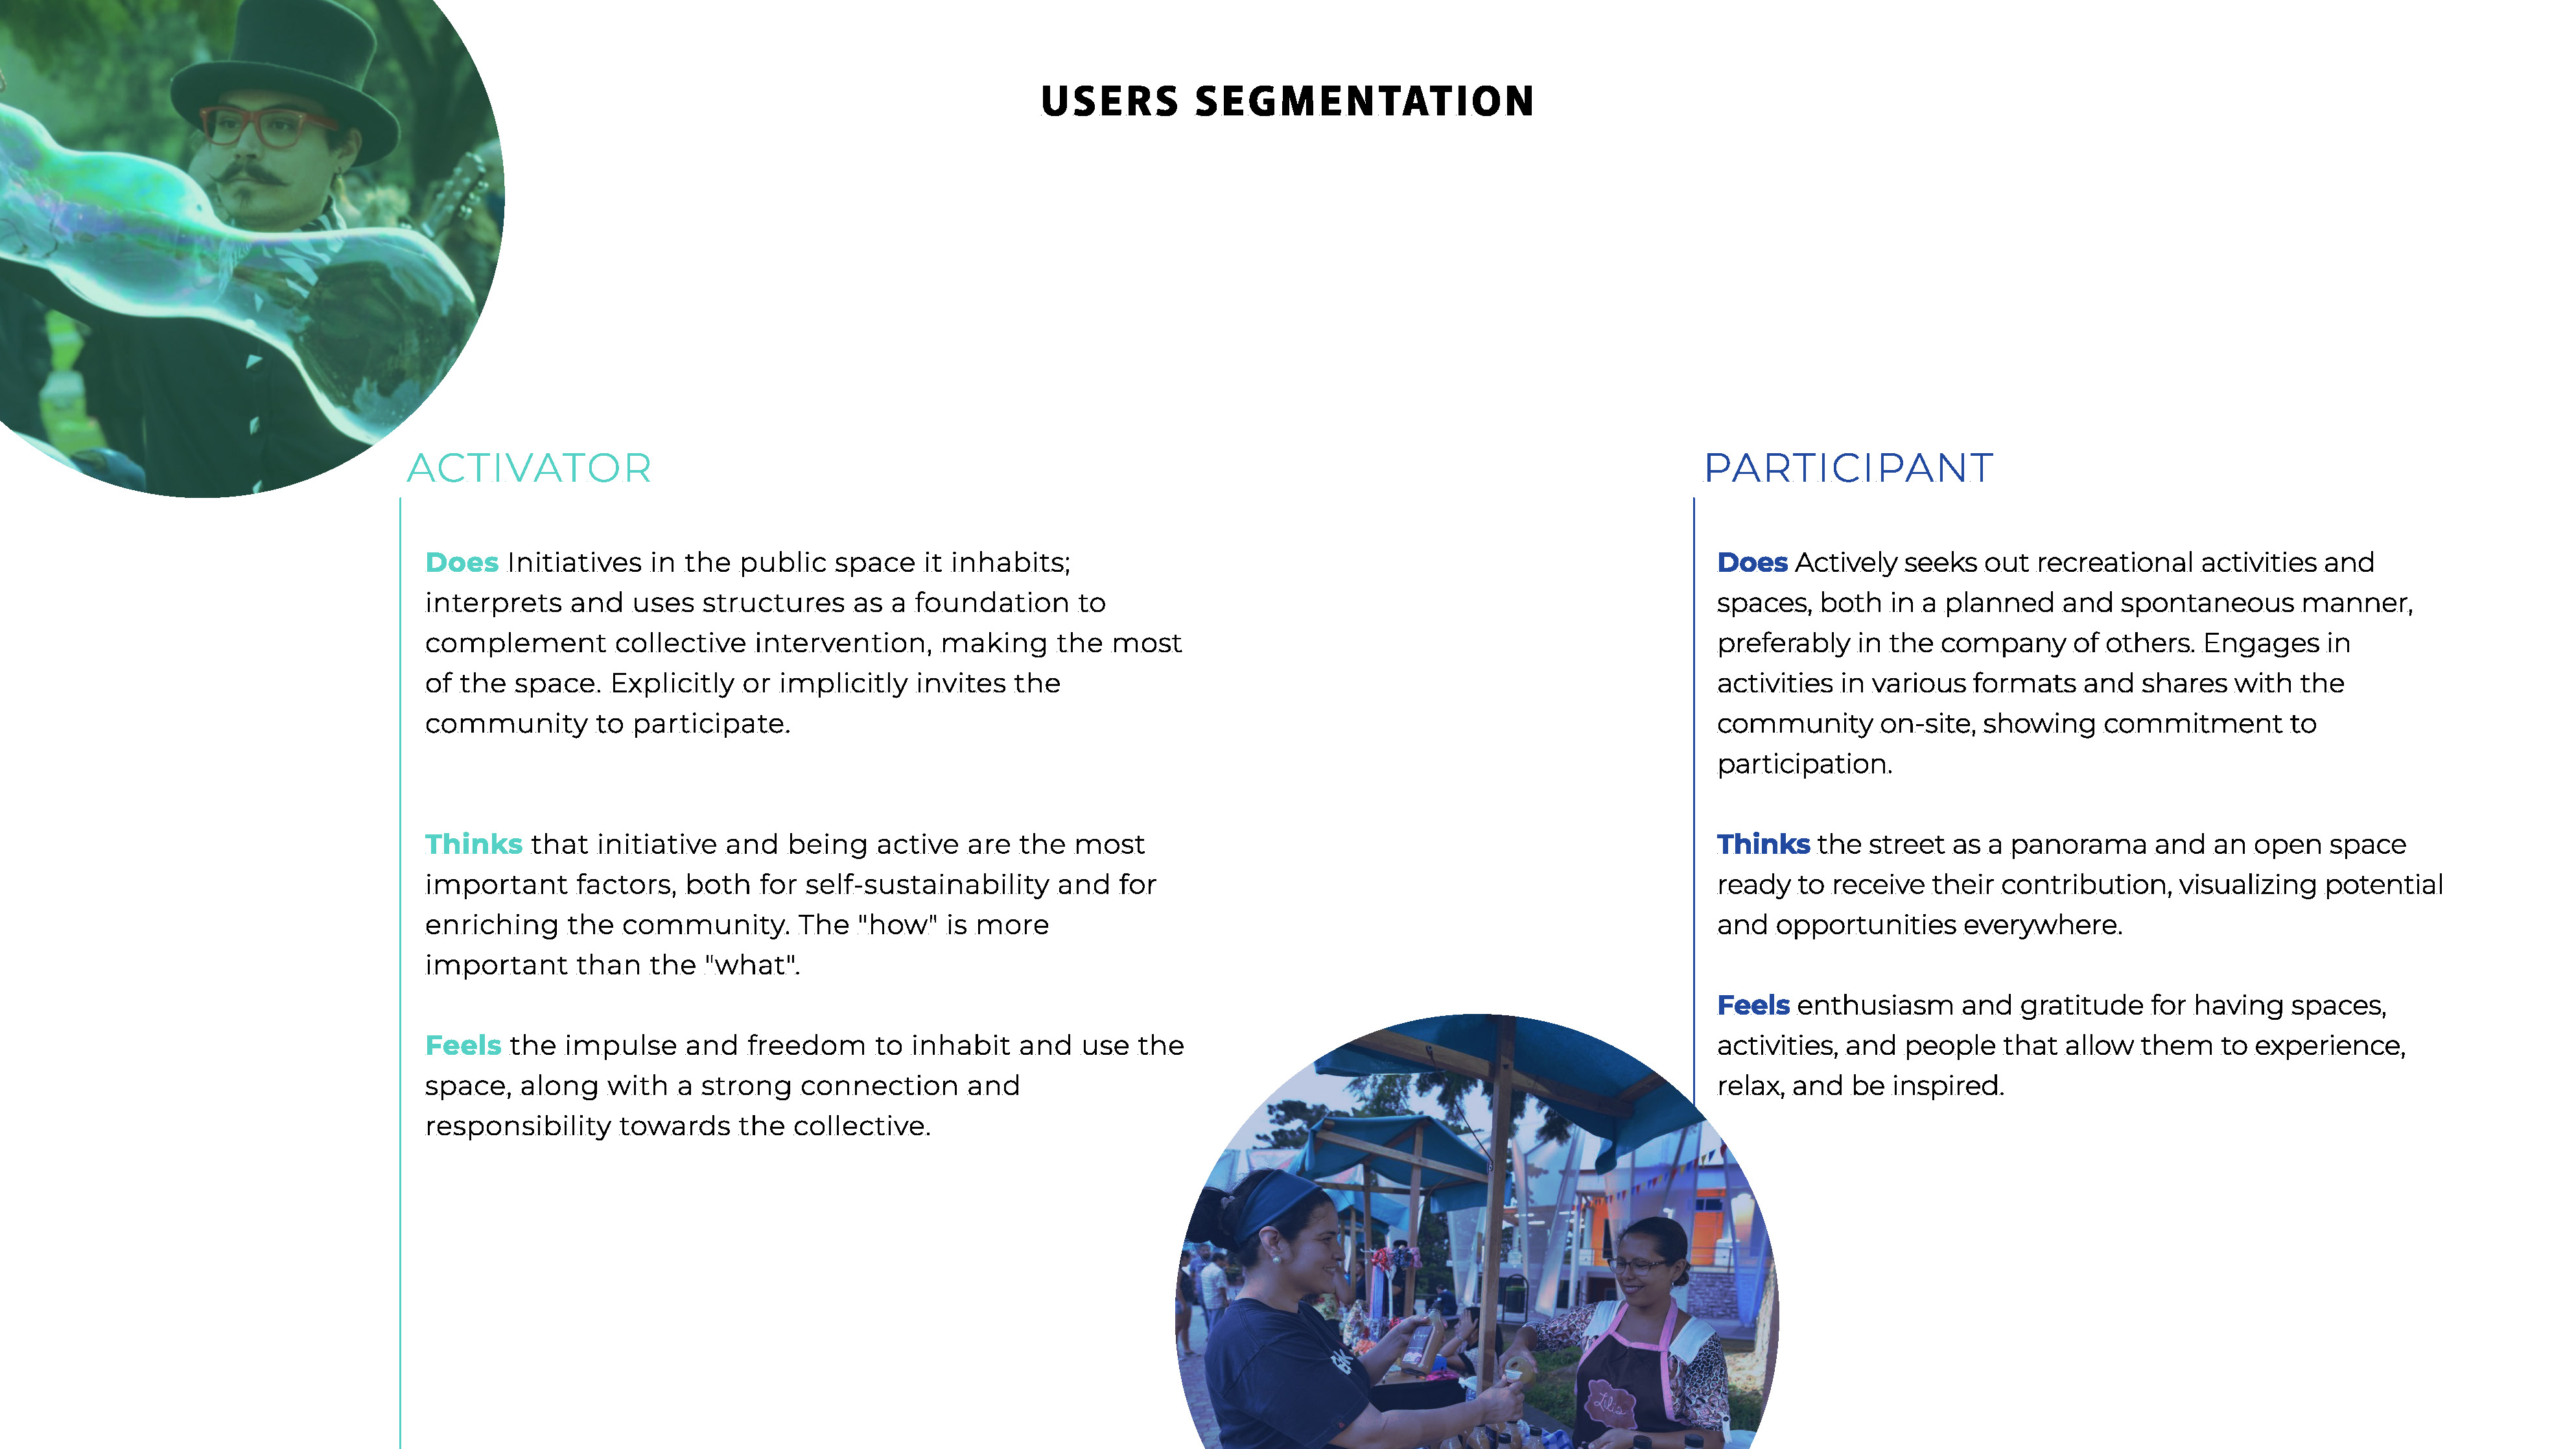 USERS SEGMENTATION
ACTIVATOR
Does Initiatives in the public space it inhabits;
interprets and uses structures as a foundation to
complement collective intervention, making the most
of the space. Explicitly or implicitly invites the
community to participate.
Thinks that initiative and being active are the most
important factors, both for self-sustainability and for
enriching the community. The "how" is more
important than the "what".
Feels the impulse and freedom to inhabit and use the
space, along with a strong connection and
responsibility towards the collective.
PARTICIPANT
Does Actively seeks out recreational activities and
spaces, both in a planned and spontaneous manner,
preferably in the company of others. Engages in
activities in various formats and shares with the
community on-site, showing commitment to
participation.
Thinks the street as a panorama and an open space
ready to receive their contribution, visualizing potential
and opportunities everywhere.
Feels enthusiasm and gratitude for having spaces,
activities, and people that allow them to experience,
relax, and be inspired.